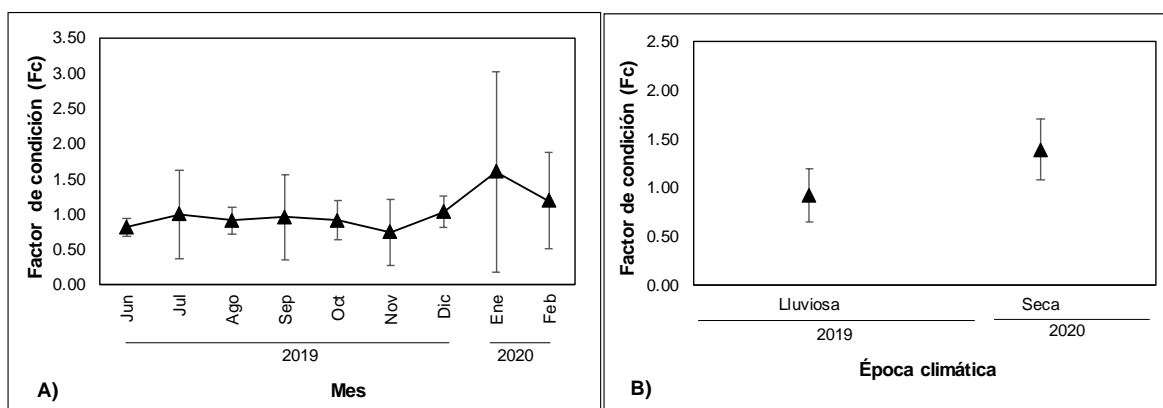 Factor de condición (Fc)
3.50
3.00
2.50
2.00
1.50
1.00
0.50
0.00
Jun
Jul
Ago
Sep
Oct
Nov
Dic
Ene
Feb
2019
2020
Mes
A)
Factor de condición (Fc)
2.50
2.00
1.50
1.00
0.50
0.00
Lluviosa
Seca
2019
2020
Época climática
B)